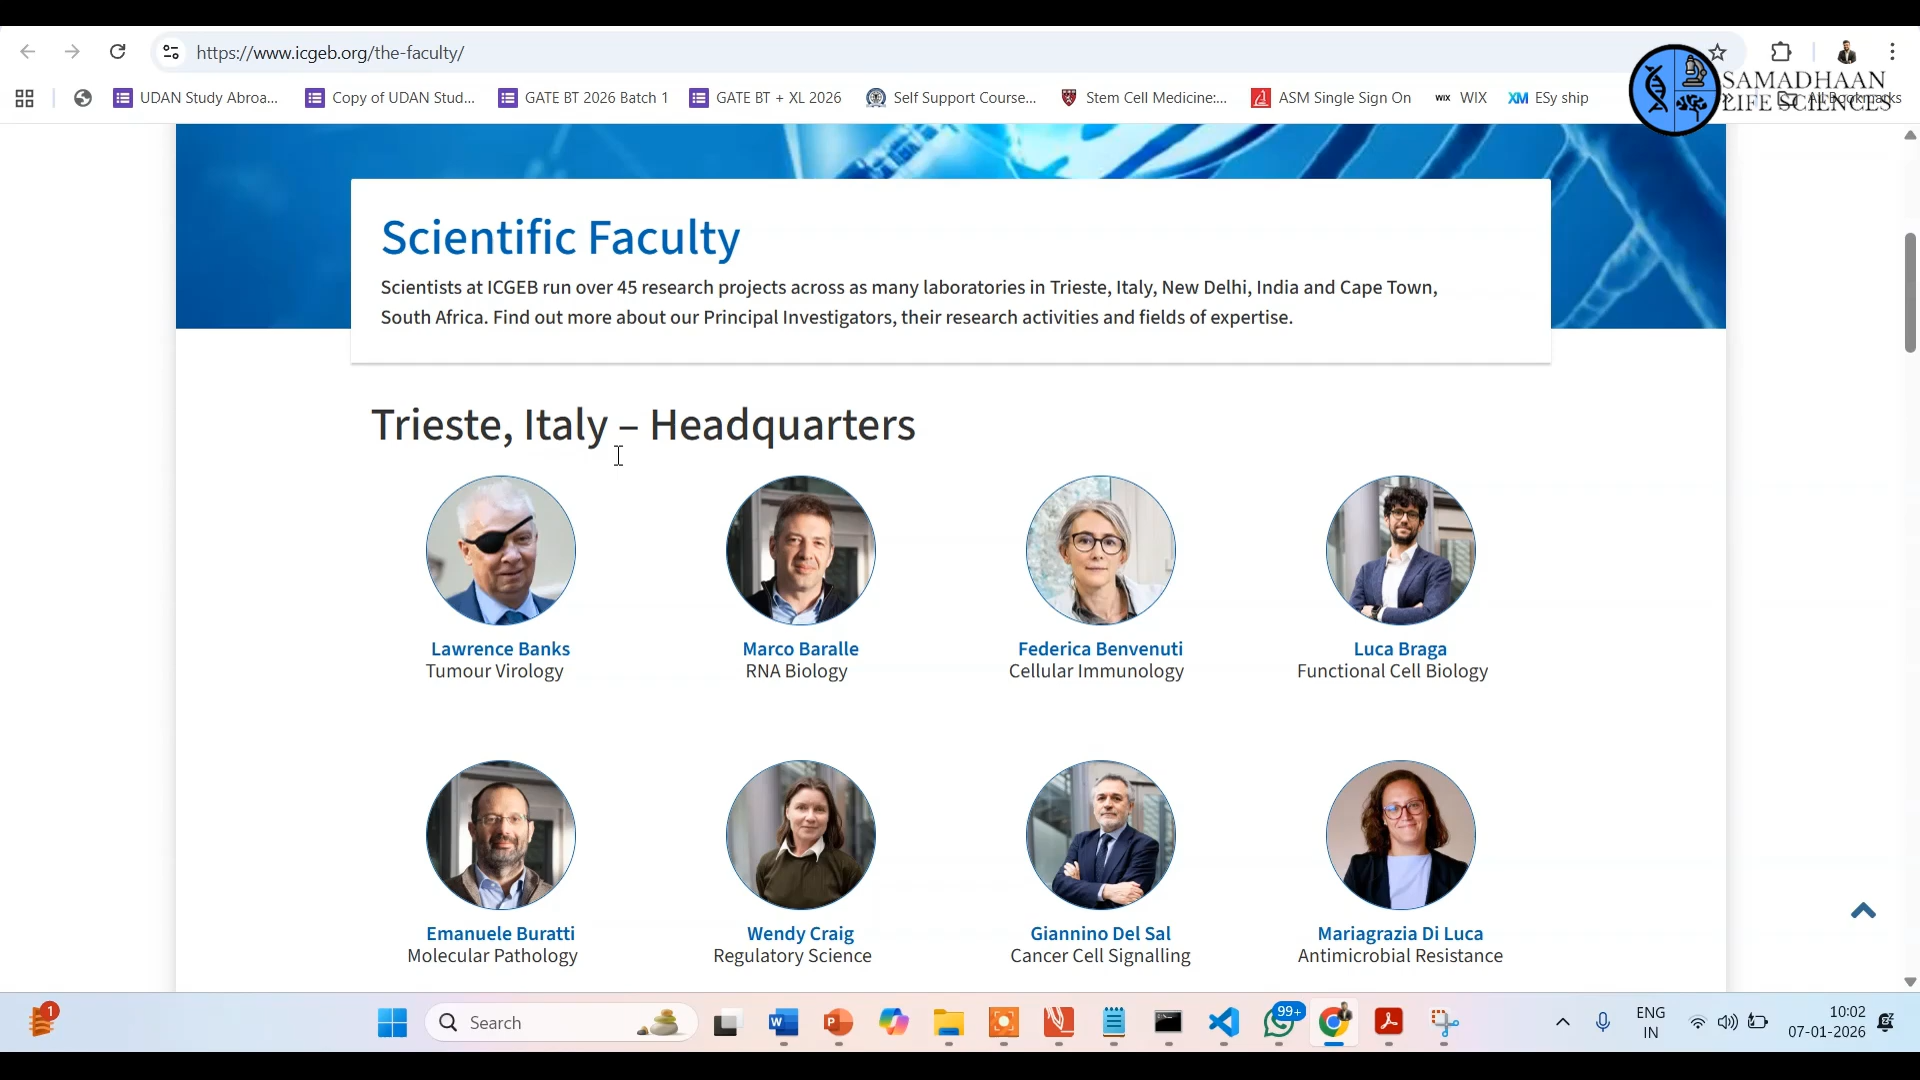 https://www.icgeb.org/the-faculty/
UDAN Study Abroa...
Copy of UDAN Stud...
GATE BT 2026 Batch 1
GATE BT + XL 2026
Self Support Course...
Stem Cell Medicine:...
ASM Single Sign On
WIX WIX
XM ESy ship
All Bookmarks
SAMADHAAN
LIFE SCIENCES
Scientific Faculty
Scientists at ICGEB run over 45 research projects across as many laboratories in Trieste, Italy, New Delhi, India and Cape Town,
South Africa. Find out more about our Principal Investigators, their research activities and fields of expertise.
Trieste, Italy – Headquarters
Lawrence Banks
Tumour Virology
Marco Baralle
RNA Biology
Federica Benvenuti
Cellular Immunology
Luca Braga
Functional Cell Biology
Emanuele Buratti
Molecular Pathology
Wendy Craig
Regulatory Science
Giannino Del Sal
Cancer Cell Signalling
Mariagrazia Di Luca
Antimicrobial Resistance
1
Search
W
P
99+
ENG
IN
10:02
07-01-2026